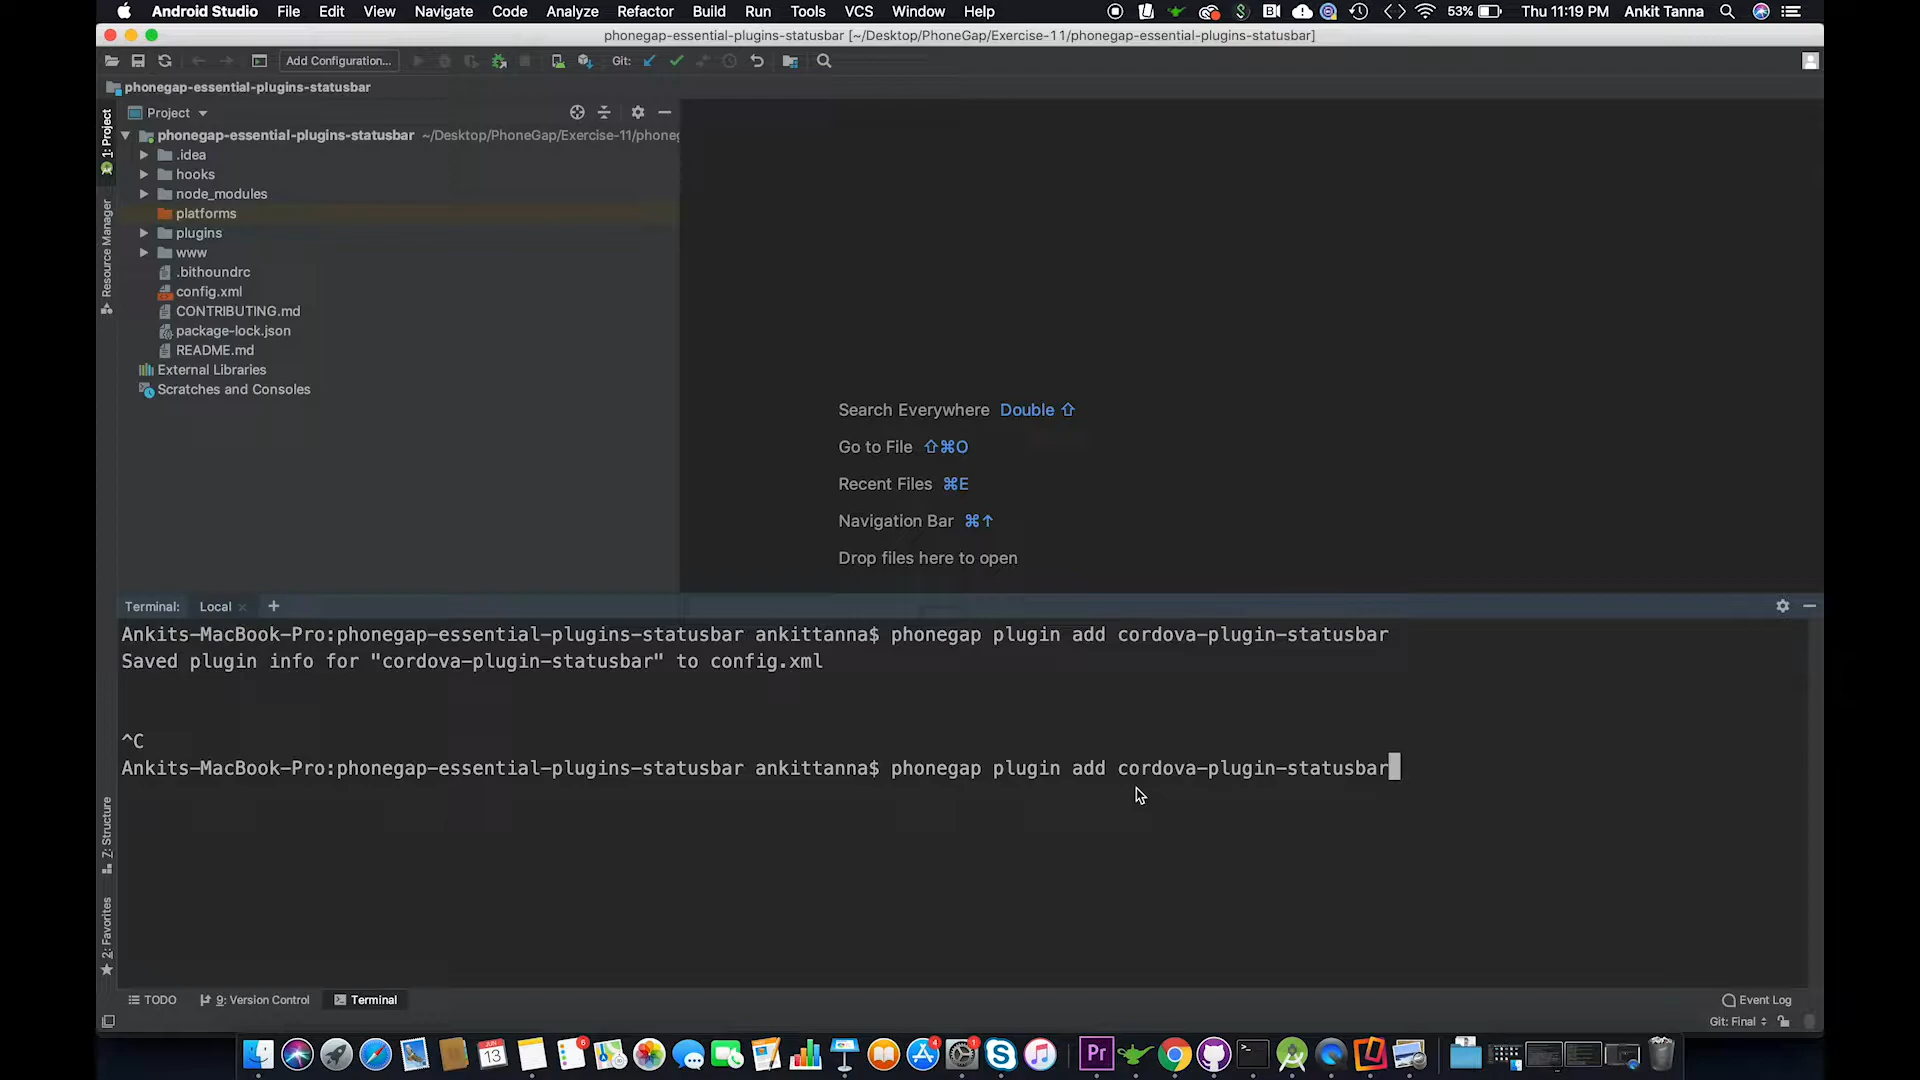 Android Studio File Edit View Navigate Code Analyze Refactor Build Run Tools VCS Window Help 53% Thu 11:19 PM Ankit Tanna
phonegap-essential-plugins-statusbar [~/Desktop/PhoneGap/Exercise-11/phonegap-essential-plugins-statusbar]
Add Configuration... Git:
phonegap-essential-plugins-statusbar
Project
phonegap-essential-plugins-statusbar ~/Desktop/PhoneGap/Exercise-11/phoneg
.idea
hooks
node_modules
platforms
plugins
www
.bithoundrc
config.xml
CONTRIBUTING.md
package-lock.json
README.md
External Libraries
Scratches and Consoles
1: Project
Resource Manager
7: Structure
2: Favorites
Search Everywhere Double ⇧
Go to File ⇧⌘O
Recent Files ⌘E
Navigation Bar ⌘↑
Drop files here to open
Terminal: Local × +
Ankits-MacBook-Pro:phonegap-essential-plugins-statusbar ankittanna$ phonegap plugin add cordova-plugin-statusbar
Saved plugin info for "cordova-plugin-statusbar" to config.xml
^C
Ankits-MacBook-Pro:phonegap-essential-plugins-statusbar ankittanna$ phonegap plugin add cordova-plugin-statusbar
TODO 9: Version Control Terminal Event Log
Git: Final
JUN
13
6
4
1
Pr